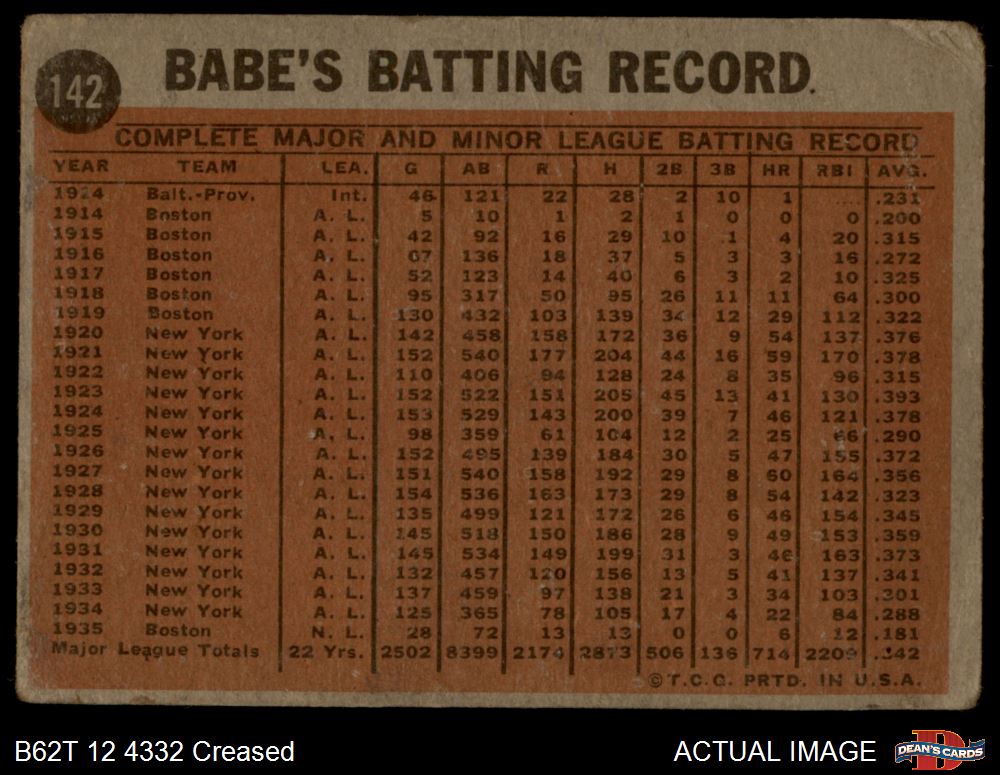 142
BABE'S BATTING RECORD.
COMPLETE MAJOR AND MINOR LEAGUE BATTING RECORD
YEAR TEAM LEA. G AB R H 2B 3B HR RBI AVG.
1914 Balt.-Prov. Int. 46 121 22 28 2 10 1 .... .231
1914 Boston A. L. 5 10 1 2 1 0 0 0 .200
1915 Boston A. L. 42 92 16 29 10 1 4 20 .315
1916 Boston A. L. 67 136 18 37 5 3 3 16 .272
1917 Boston A. L. 52 123 14 40 6 3 2 10 .325
1918 Boston A. L. 95 317 50 95 26 11 11 64 .300
1919 Boston A. L. 130 432 103 139 34 12 29 112 .322
1920 New York A. L. 142 458 158 172 36 9 54 137 .376
1921 New York A. L. 152 540 177 204 44 16 59 170 .378
1922 New York A. L. 110 406 94 128 24 8 35 96 .315
1923 New York A. L. 152 522 151 205 45 13 41 130 .393
1924 New York A. L. 153 529 143 200 39 7 46 121 .378
1925 New York A. L. 98 359 61 104 12 2 25 66 .290
1926 New York A. L. 152 495 139 184 30 5 47 155 .372
1927 New York A. L. 151 540 158 192 29 8 60 164 .356
1928 New York A. L. 154 536 163 173 29 8 54 142 .323
1929 New York A. L. 135 499 121 172 26 6 46 154 .345
1930 New York A. L. 145 518 150 186 28 9 49 153 .359
1931 New York A. L. 145 534 149 199 31 3 46 163 .373
1932 New York A. L. 132 457 120 156 13 5 41 137 .341
1933 New York A. L. 137 459 97 138 21 3 34 103 .301
1934 New York A. L. 125 365 78 105 17 4 22 84 .288
1935 Boston N. L. 28 72 13 13 0 0 6 12 .181
Major League Totals 22 Yrs. 2502 8399 2174 2873 506 136 714 2209 .342
©T.C.G. PRTD. IN U.S.A.
B62T 12 4332 Creased
ACTUAL IMAGE
DEAN'S CARDS